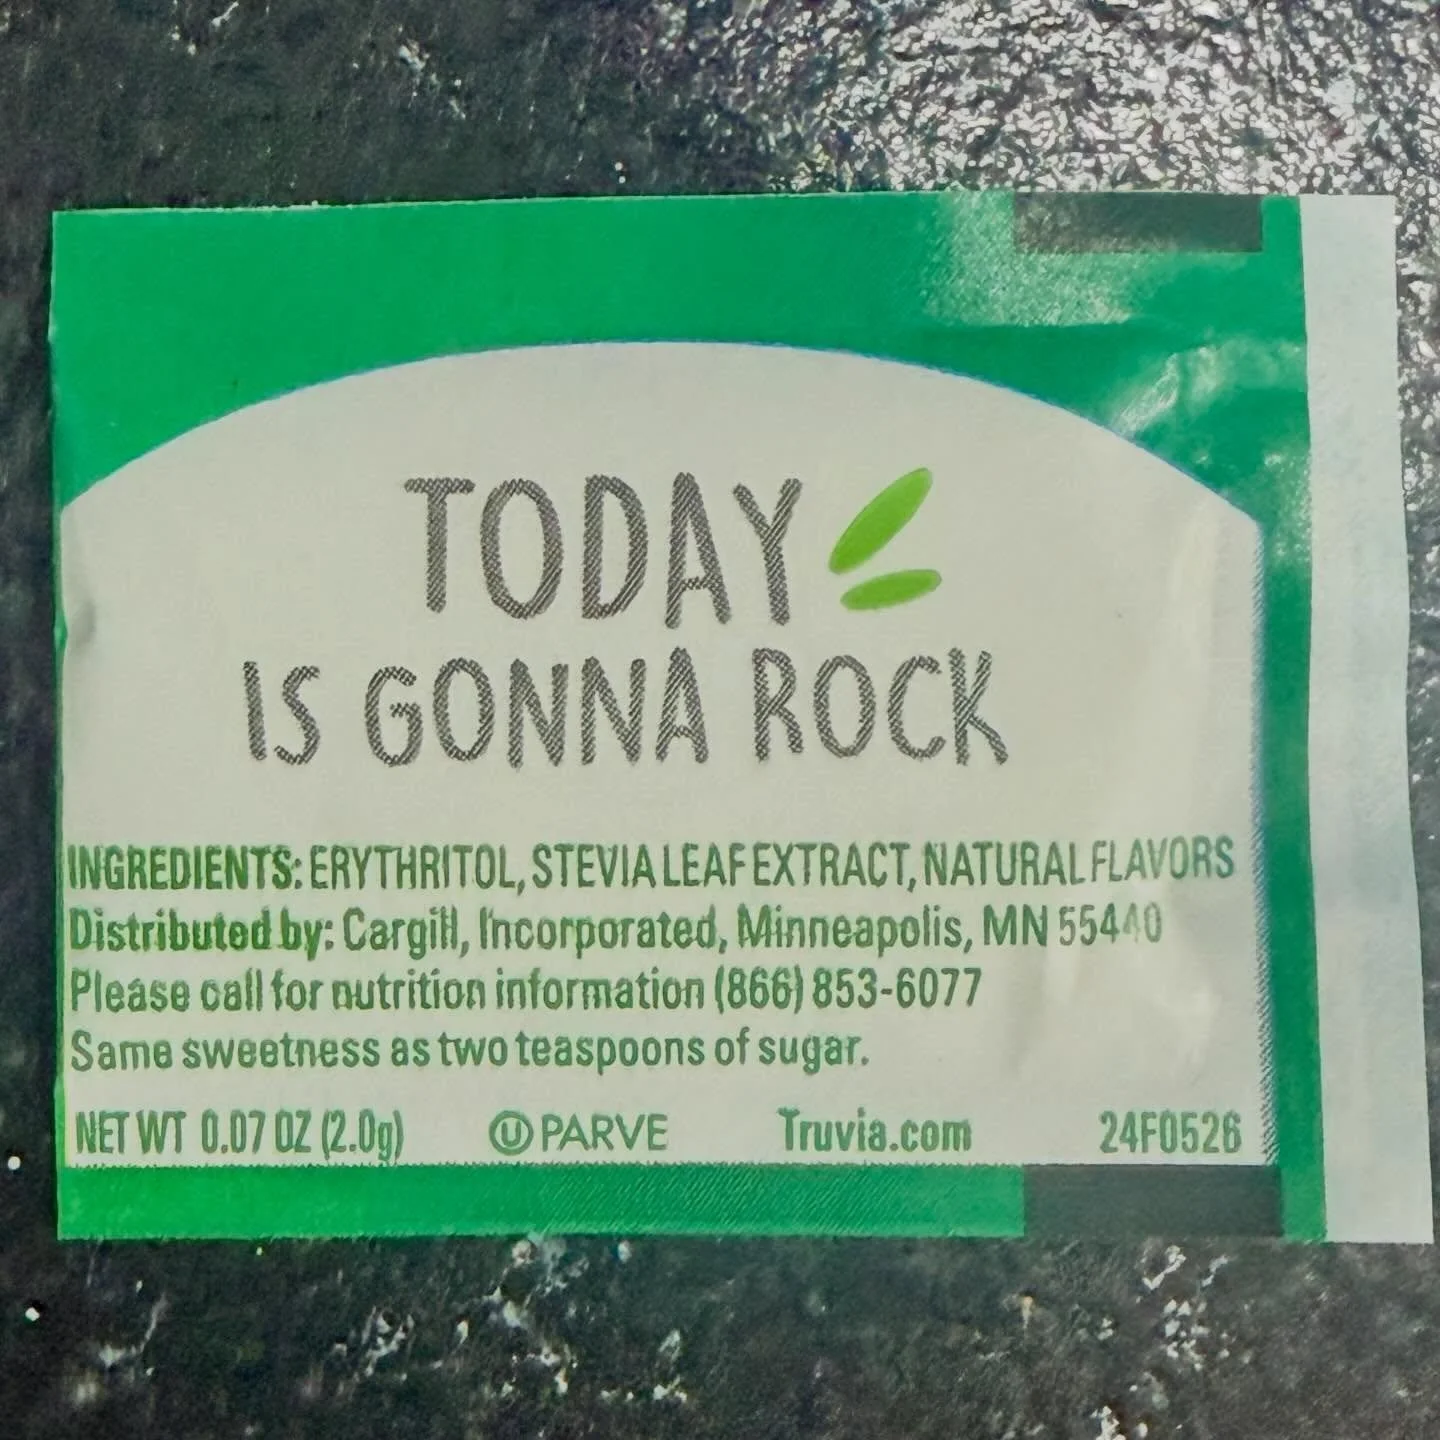 TODAY
IS GONNA ROCK
INGREDIENTS: ERYTHRITOL, STEVIA LEAF EXTRACT, NATURAL FLAVORS
Distributed by: Cargill, Incorporated, Minneapolis, MN 55440
Please call for nutrition information (866) 853-6077
Same sweetness as two teaspoons of sugar.
NET WT 0.07 OZ (2.0g) Ⓤ PARVE Truvia.com 24F0526